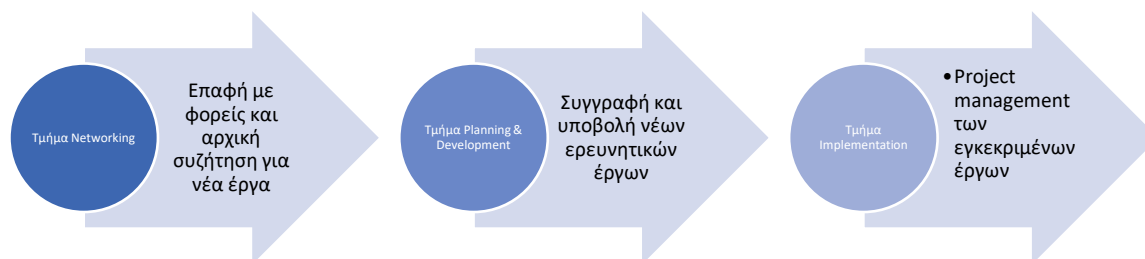 Τμήμα Networking
Επαφή με
φορείς και
αρχική
συζήτηση για
νέα έργα
Τμήμα Planning &
Development
Συγγραφή και
υποβολή νέων
ερευνητικών
έργων
Τμήμα
Implementation
•Project
management
των
εγκεκριμένων
έργων